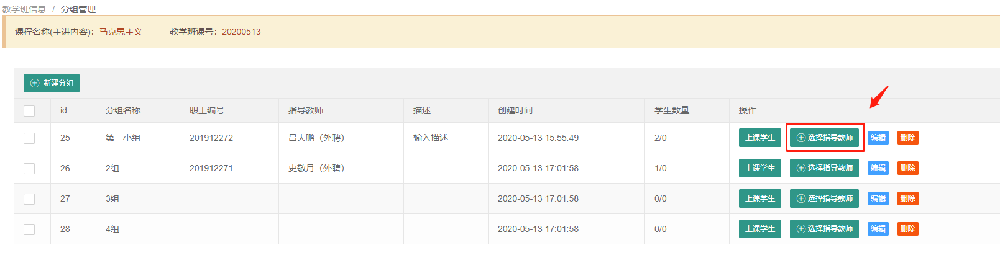 教学班信息 / 分组管理
课程名称(主讲内容): 马克思主义 教学班课号: 20200513
新建分组
id 分组名称 职工编号 指导教师 描述 创建时间 学生数量 操作
25 第一小组 201912272 吕大鹏（外聘） 输入描述 2020-05-13 15:55:49 2/0 上课学生 选择指导教师 编辑 删除
26 2组 201912271 史敬月（外聘） 2020-05-13 17:01:58 1/0 上课学生 选择指导教师 编辑 删除
27 3组 2020-05-13 17:01:58 0/0 上课学生 选择指导教师 编辑 删除
28 4组 2020-05-13 17:01:58 0/0 上课学生 选择指导教师 编辑 删除